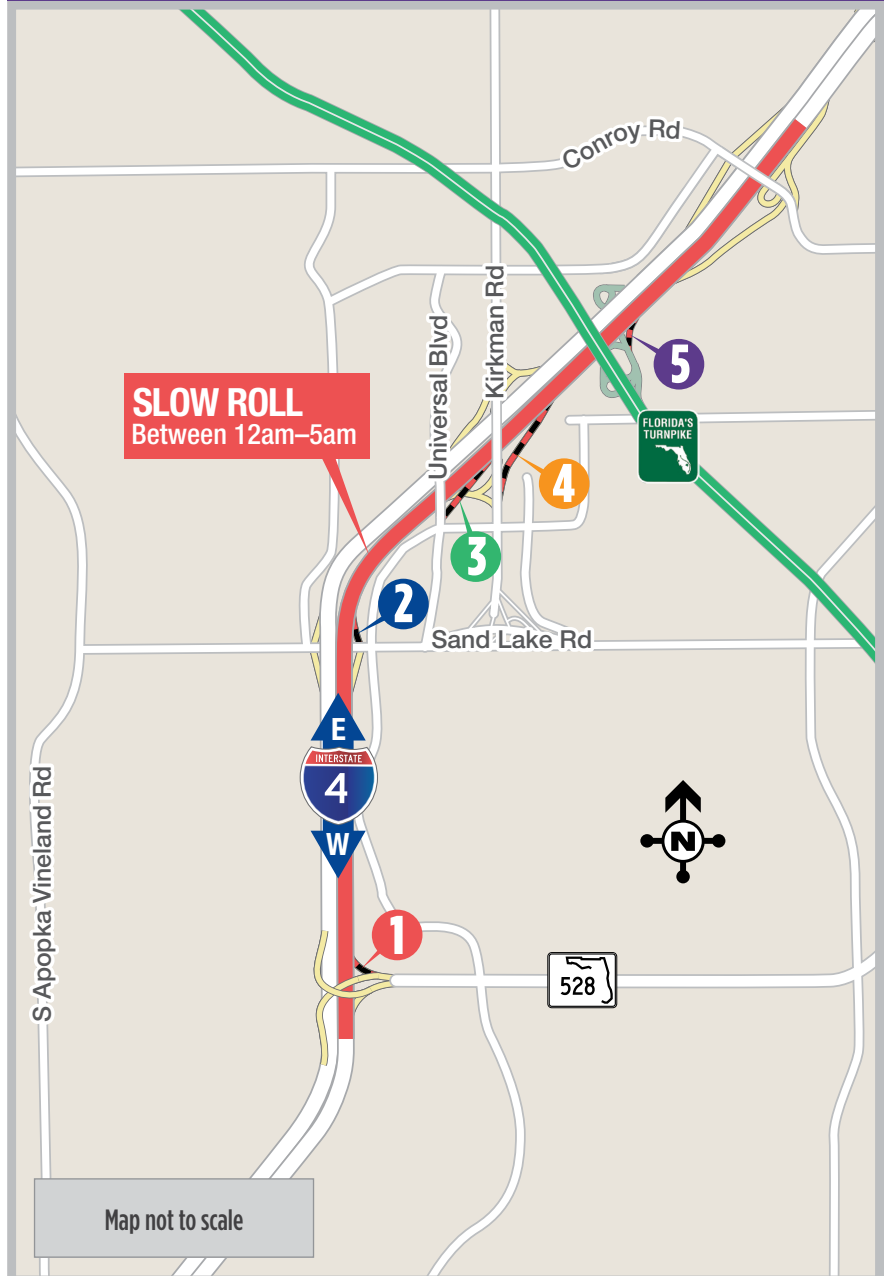 Conroy Rd
Kirkman Rd
Universal Blvd
5
SLOW ROLL
Between 12am–5am
FLORIDA'S
TURNPIKE
4
3
2
Sand Lake Rd
E
INTERSTATE
4
W
S Apopka Vineland Rd
N
1
528
Map not to scale